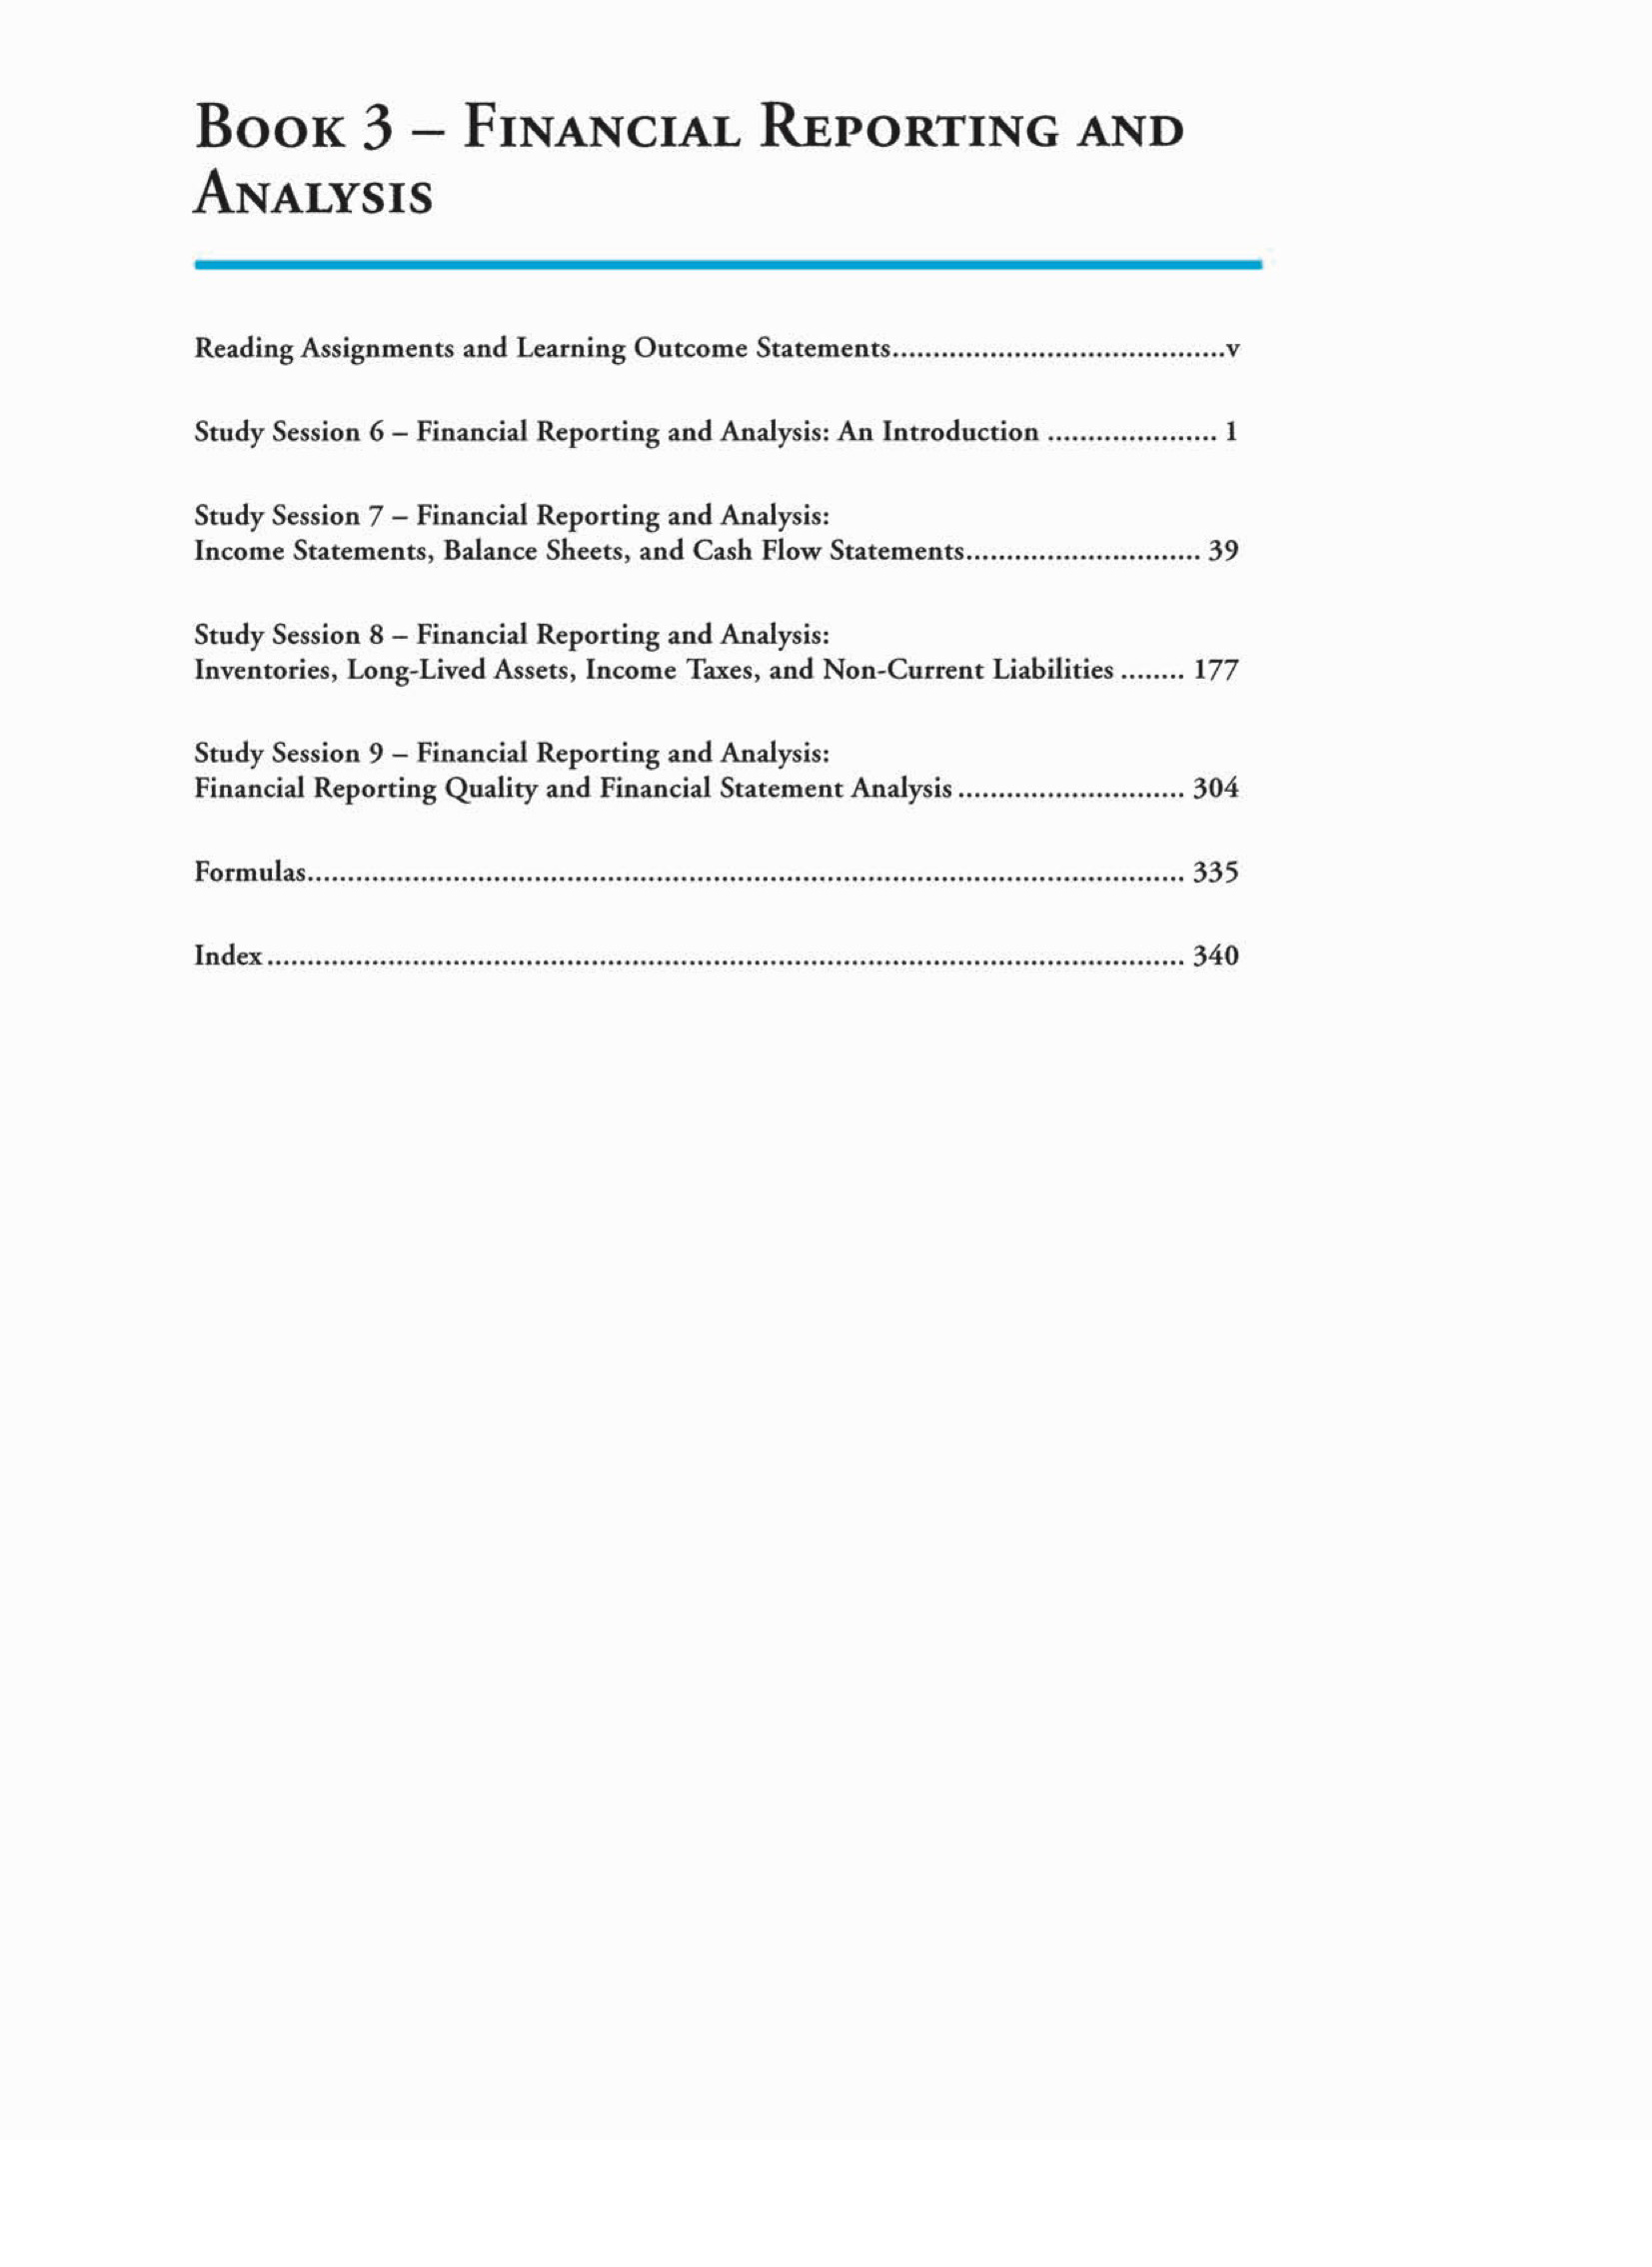 BOOK 3 – FINANCIAL REPORTING AND
ANALYSIS
Reading Assignments and Learning Outcome Statements.........................................v
Study Session 6 – Financial Reporting and Analysis: An Introduction ..................... 1
Study Session 7 – Financial Reporting and Analysis:
Income Statements, Balance Sheets, and Cash Flow Statements............................. 39
Study Session 8 – Financial Reporting and Analysis:
Inventories, Long-Lived Assets, Income Taxes, and Non-Current Liabilities ........ 177
Study Session 9 – Financial Reporting and Analysis:
Financial Reporting Quality and Financial Statement Analysis ............................ 304
Formulas............................................................................................................ 335
Index ................................................................................................................. 340